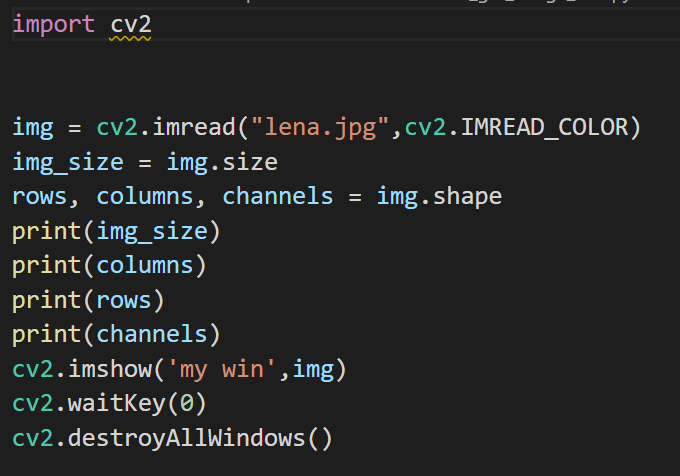 import cv2
img = cv2.imread("lena.jpg",cv2.IMREAD_COLOR)
img_size = img.size
rows, columns, channels = img.shape
print(img_size)
print(columns)
print(rows)
print(channels)
cv2.imshow('my win',img)
cv2.waitKey(0)
cv2.destroyAllWindows()